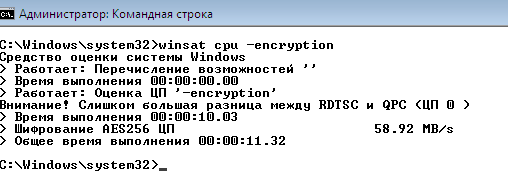 Администратор: Командная строка
C:\Windows\system32>winsat cpu -encryption
Средство оценки системы Windows
> Работает: Перечисление возможностей ''
> Время выполнения 00:00:00.00
> Работает: Оценка ЦП '-encryption'
Внимание! Слишком большая разница между RDTSC и QPC (ЦП 0 )
> Время выполнения 00:00:10.03
> Шифрование AES256 ЦП 58.92 MB/s
> Общее время выполнения 00:00:11.32
C:\Windows\system32>_